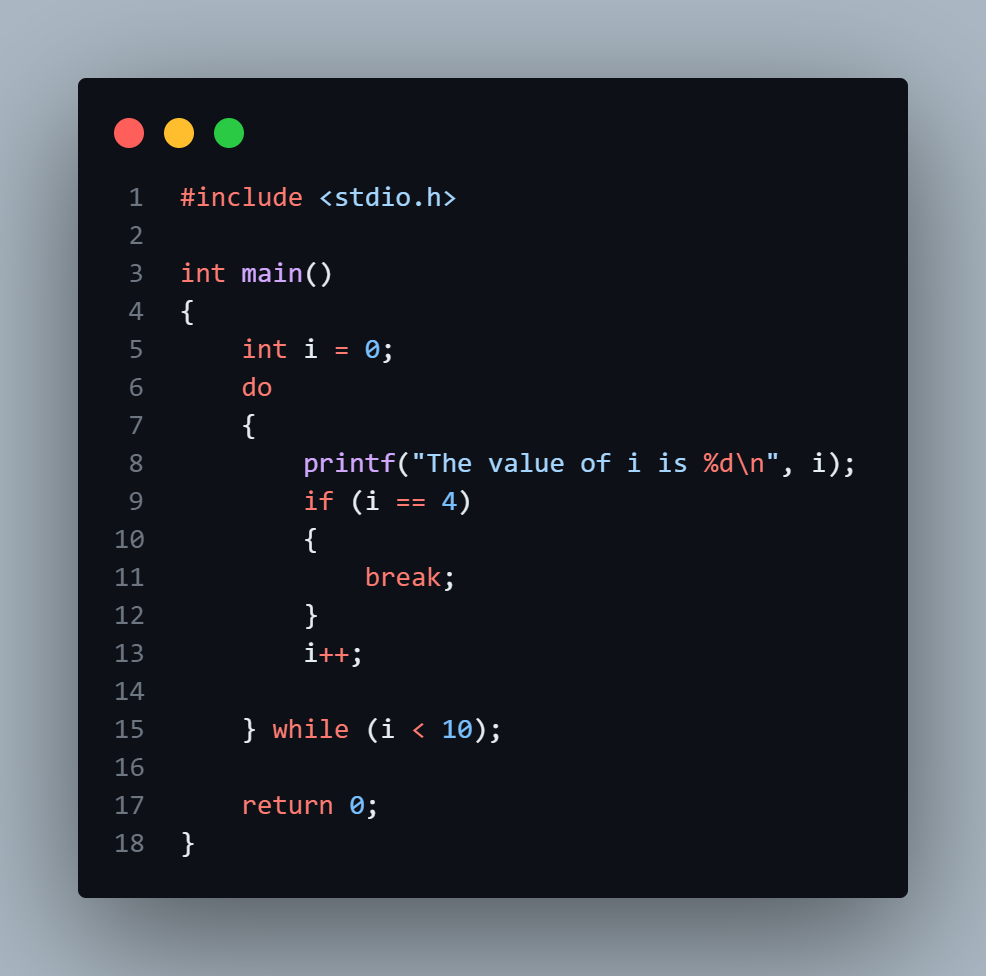 1 #include <stdio.h>
2
3 int main()
4 {
5     int i = 0;
6     do
7     {
8         printf("The value of i is %d\n", i);
9         if (i == 4)
10         {
11             break;
12         }
13         i++;
14
15     } while (i < 10);
16
17     return 0;
18 }